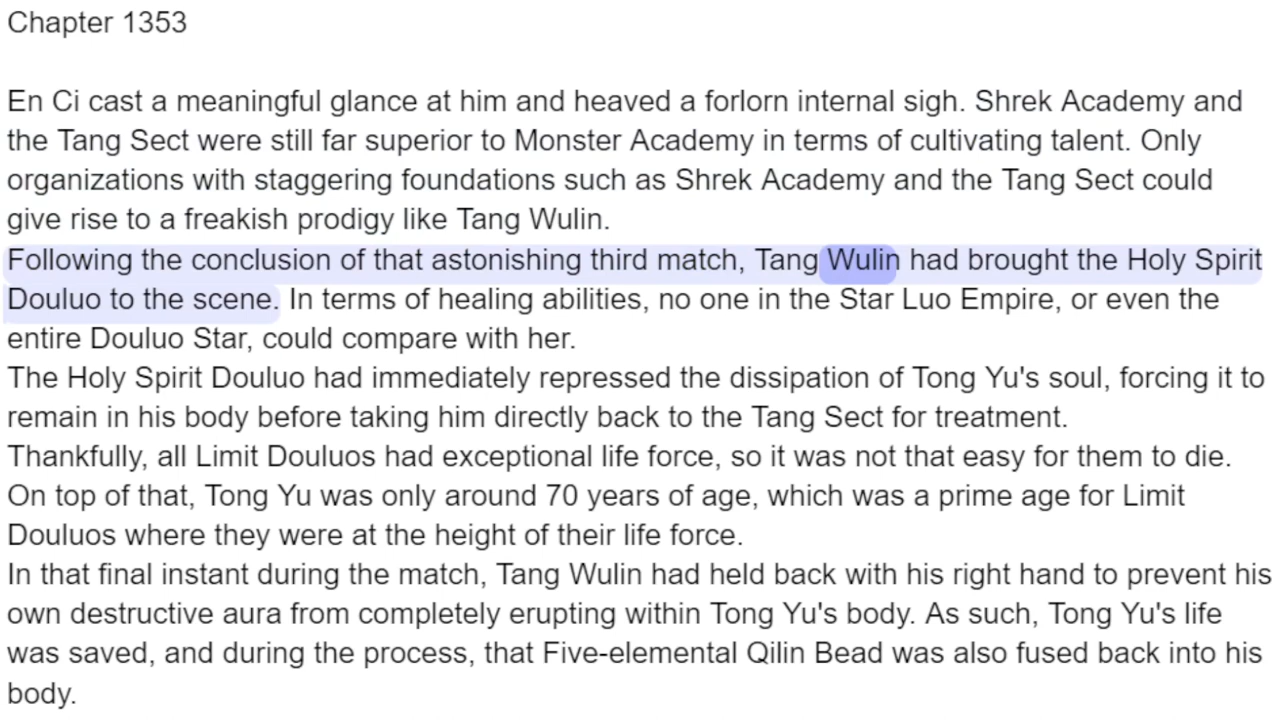 Chapter 1353
En Ci cast a meaningful glance at him and heaved a forlorn internal sigh. Shrek Academy and
the Tang Sect were still far superior to Monster Academy in terms of cultivating talent. Only
organizations with staggering foundations such as Shrek Academy and the Tang Sect could
give rise to a freakish prodigy like Tang Wulin.
Following the conclusion of that astonishing third match, Tang Wulin had brought the Holy Spirit
Douluo to the scene. In terms of healing abilities, no one in the Star Luo Empire, or even the
entire Douluo Star, could compare with her.
The Holy Spirit Douluo had immediately repressed the dissipation of Tong Yu's soul, forcing it to
remain in his body before taking him directly back to the Tang Sect for treatment.
Thankfully, all Limit Douluos had exceptional life force, so it was not that easy for them to die.
On top of that, Tong Yu was only around 70 years of age, which was a prime age for Limit
Douluos where they were at the height of their life force.
In that final instant during the match, Tang Wulin had held back with his right hand to prevent his
own destructive aura from completely erupting within Tong Yu's body. As such, Tong Yu's life
was saved, and during the process, that Five-elemental Qilin Bead was also fused back into his
body.